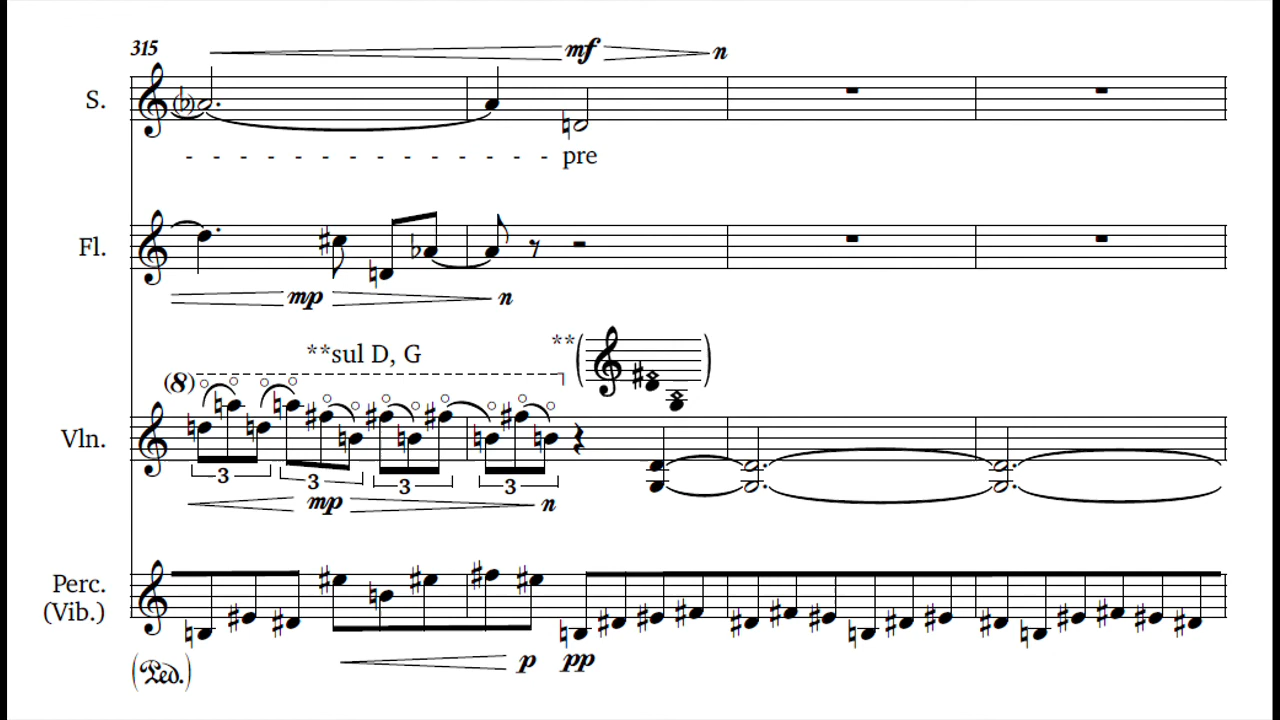 315
mf
n
S.
- - - - - - - - - - - - - - pre
Fl.
mp
n
**sul D, G
**
(8)
Vln.
3
3
3
3
mp
n
Perc.
(Vib.)
p
pp
(Ped.)